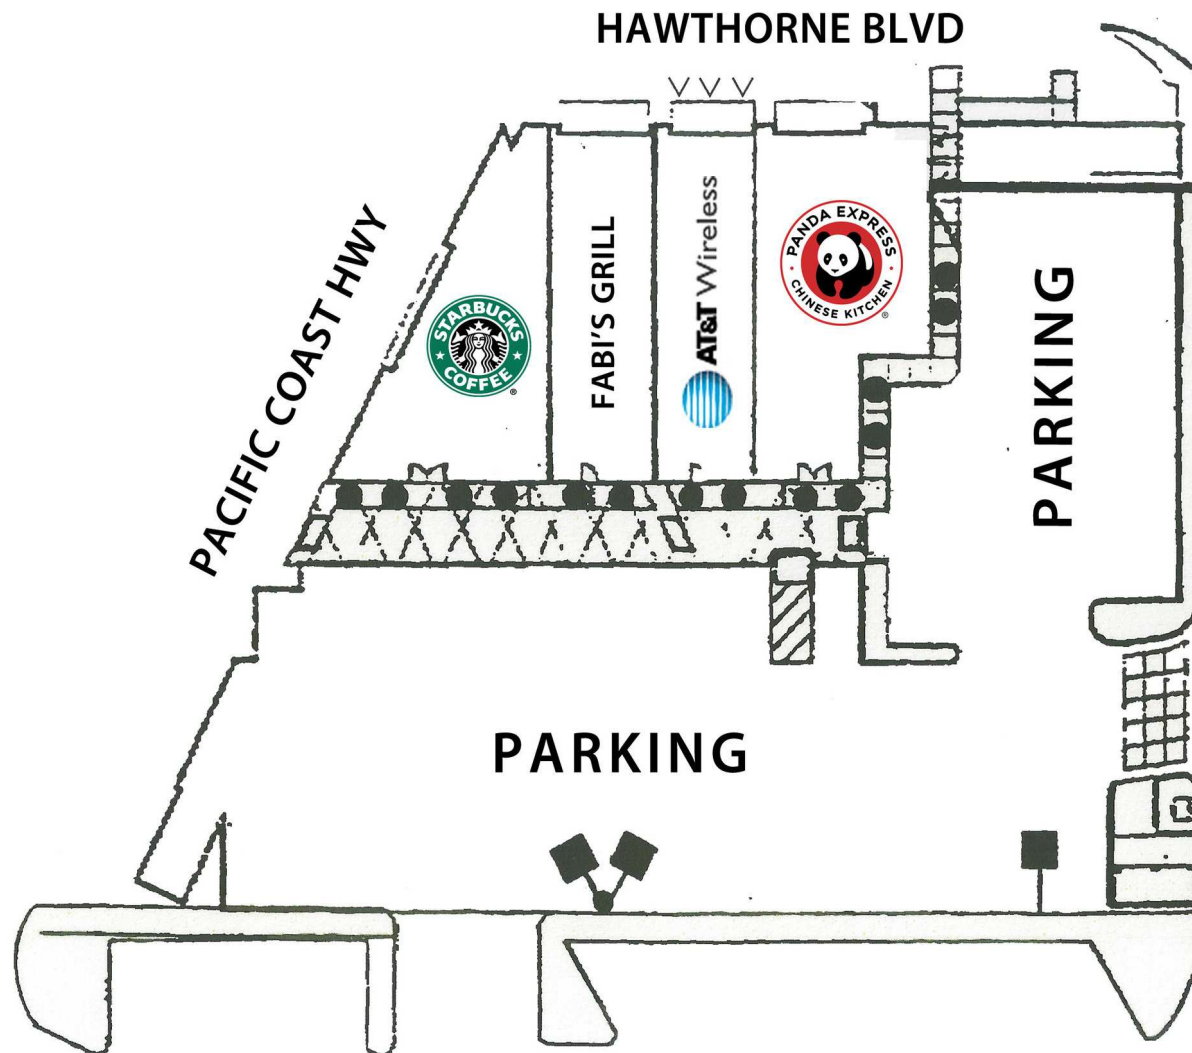 HAWTHORNE BLVD
PACIFIC COAST HWY
STARBUCKS
COFFEE
®
FABI'S GRILL
AT&T Wireless
PANDA EXPRESS
CHINESE KITCHEN
®
PARKING
PARKING